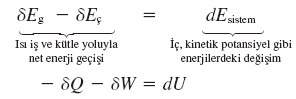 δE_g − δE_ç = dE_sistem
Isı iş ve kütle yoluyla
net enerji geçişi
İç, kinetik potansiyel gibi
enerjilerdeki değişim
− δQ − δW = dU